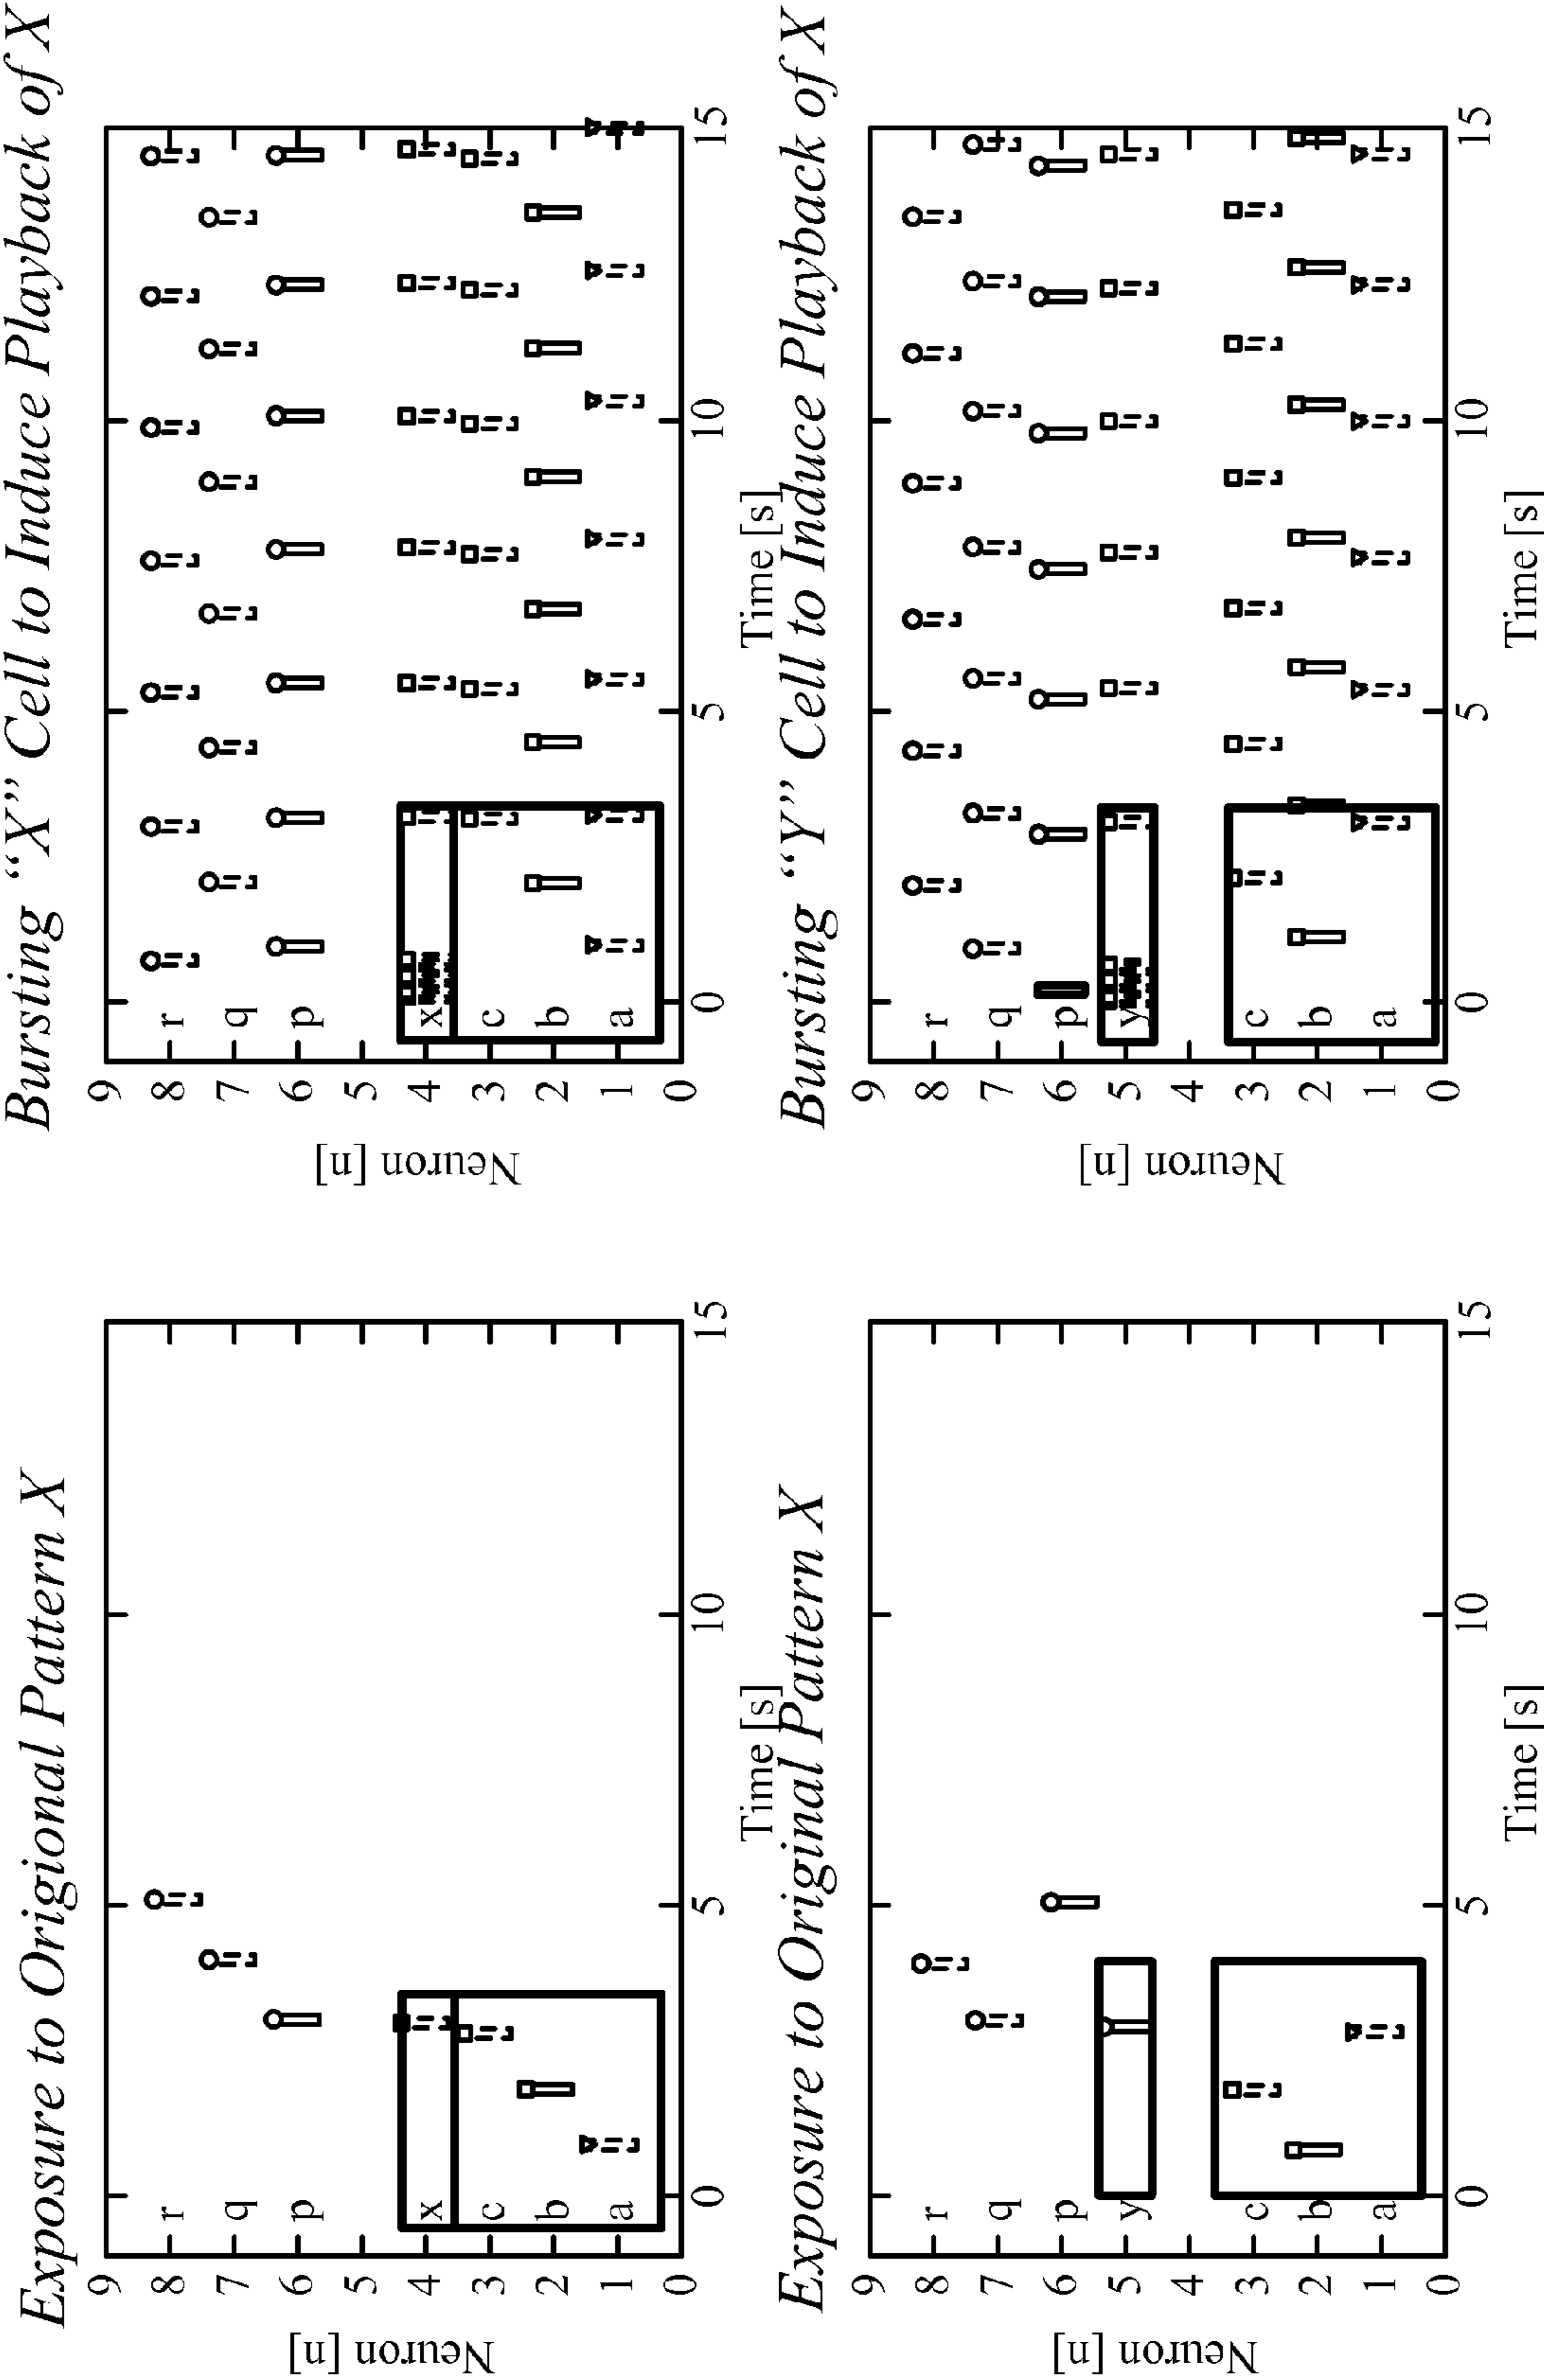 Exposure to Origional Pattern X
9
8
7
6
5
4
3
2
1
0
Neuron [n]
r
q
p
x
c
b
a
0
5
10
15
Time [s]
Bursting “X” Cell to Induce Playback of X
9
8
7
6
5
4
3
2
1
0
Neuron [n]
r
q
p
x
c
b
a
0
5
10
15
Time [s]
Exposure to Original Pattern X
9
8
7
6
5
4
3
2
1
0
Neuron [n]
r
q
p
y
c
b
a
0
5
10
15
Time [s]
Bursting “Y” Cell to Induce Playback of X
9
8
7
6
5
4
3
2
1
0
Neuron [n]
r
q
p
y
c
b
a
0
5
10
15
Time [s]